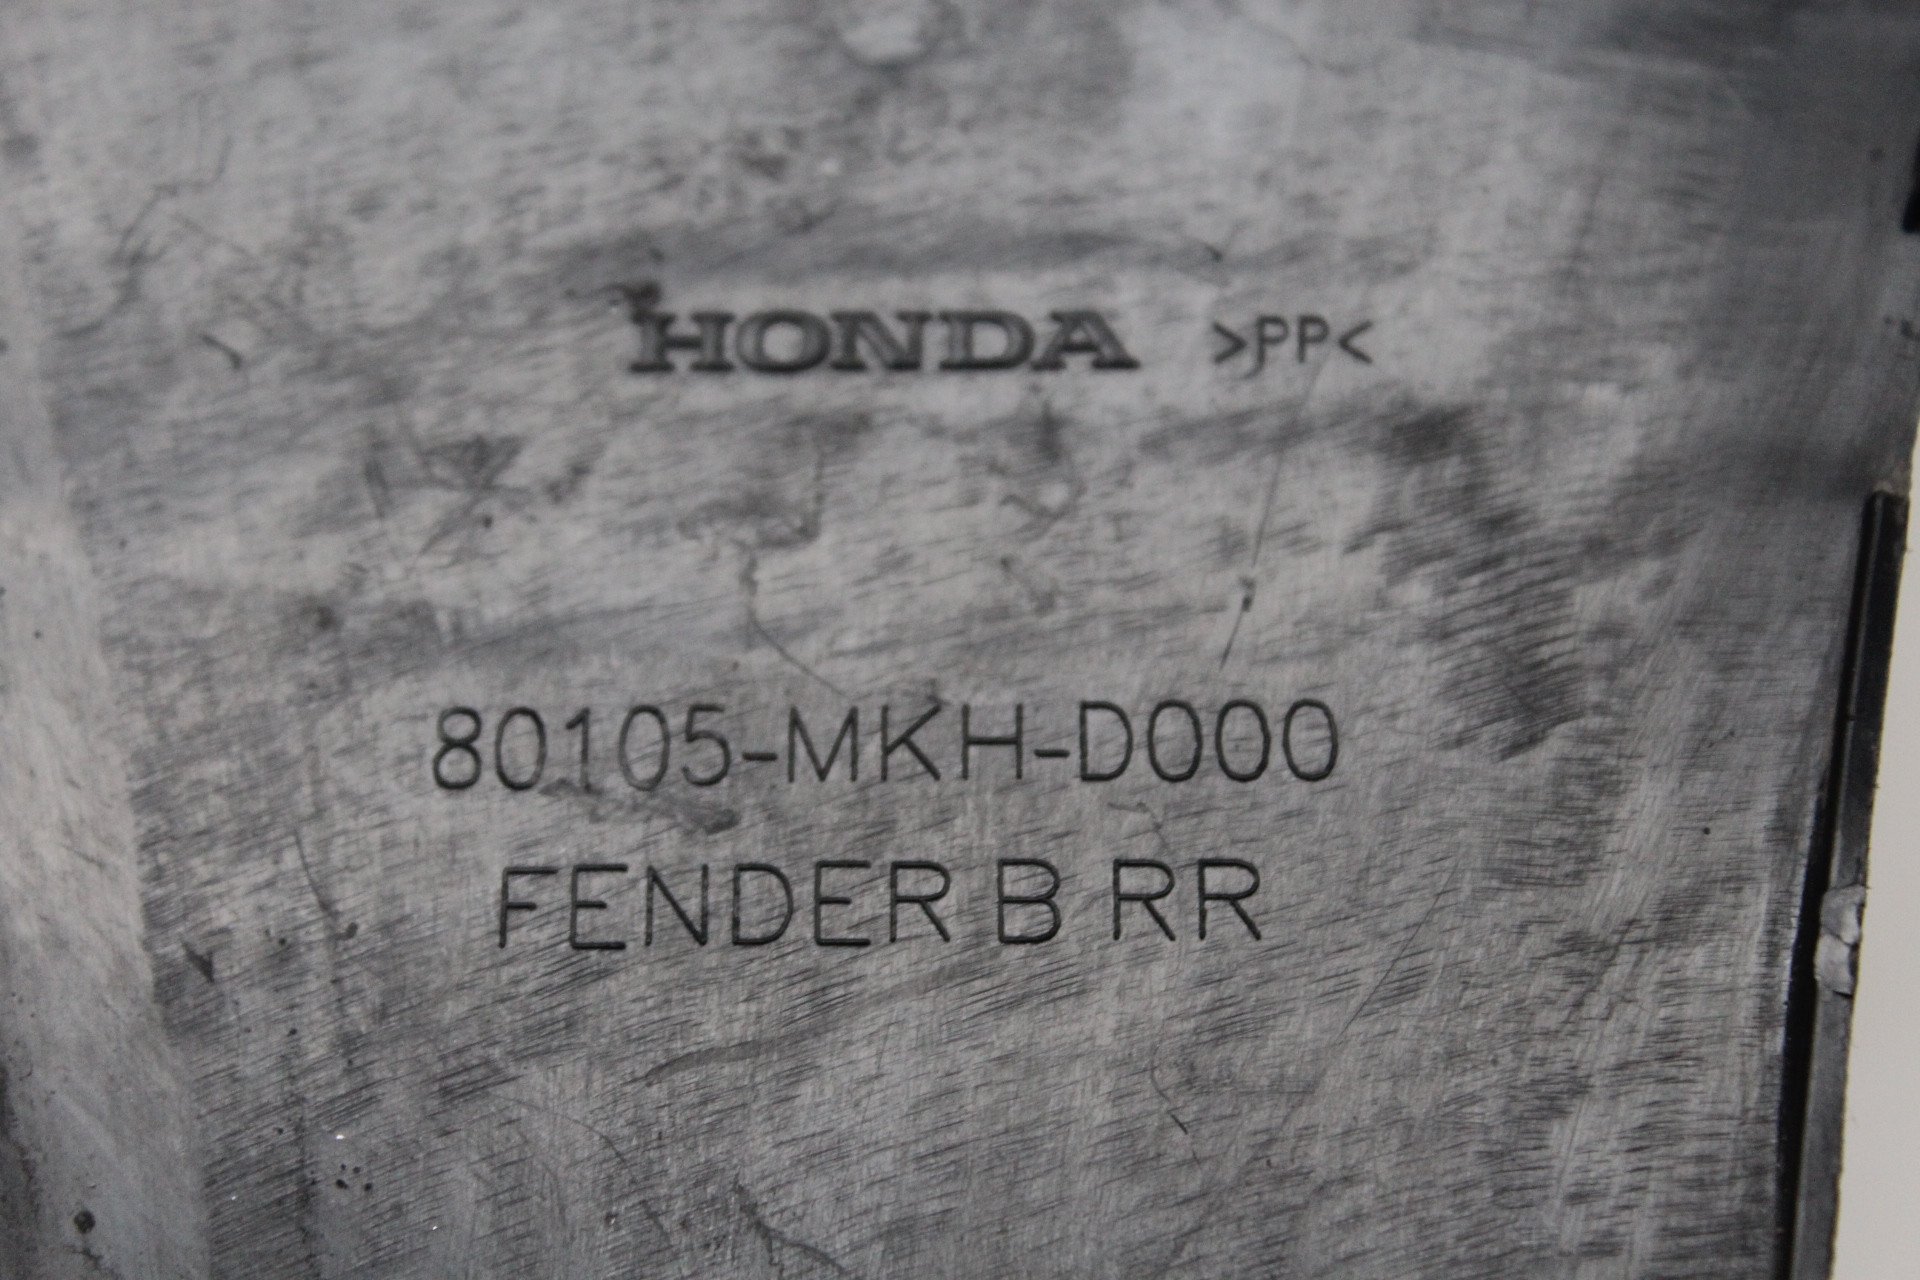 HONDA >PP<
80105-MKH-D000
FENDER B RR